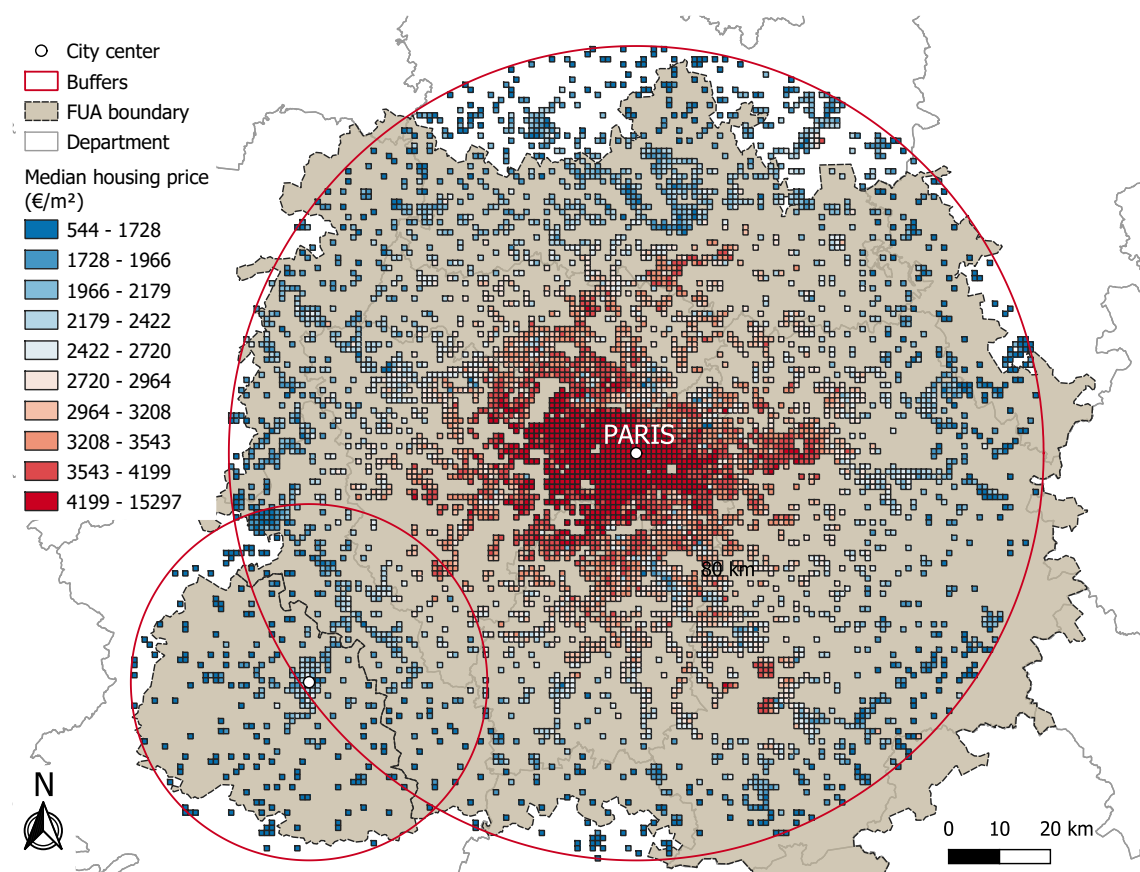 City center
Buffers
FUA boundary
Department
Median housing price
(€/m²)
544 - 1728
1728 - 1966
1966 - 2179
2179 - 2422
2422 - 2720
2720 - 2964
2964 - 3208
3208 - 3543
3543 - 4199
4199 - 15297
PARIS
80 km
N
0 10 20 km